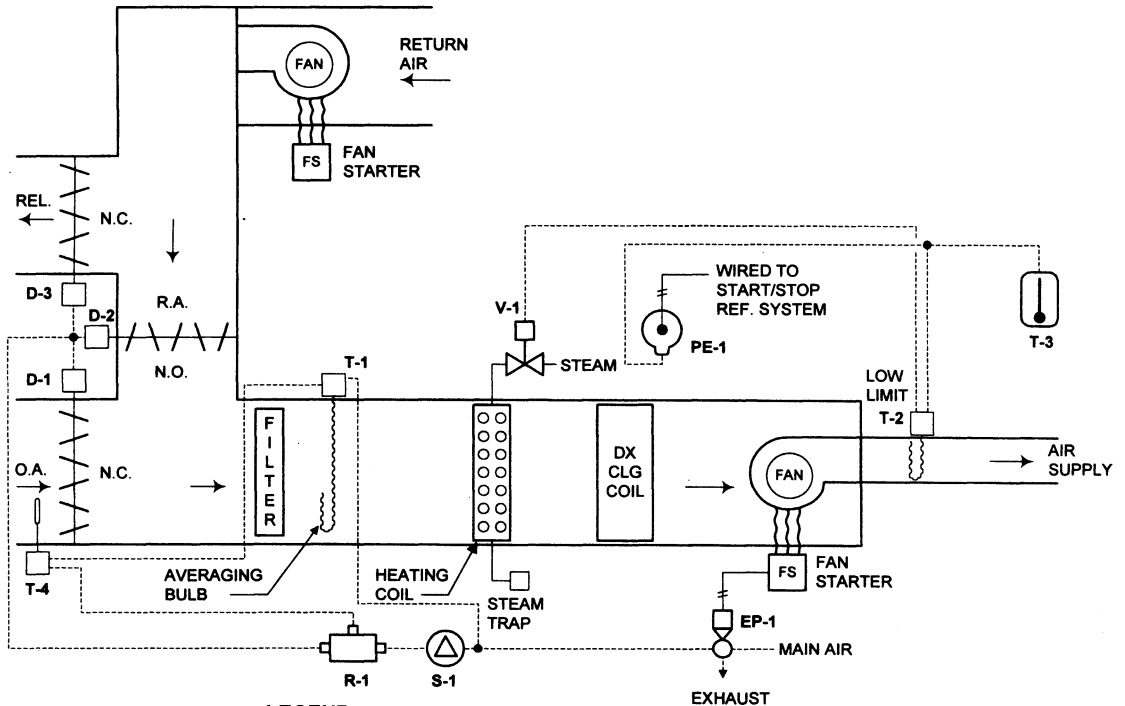 RETURN
AIR
FAN
FS
FAN
STARTER
REL.
N.C.
D-3
R.A.
D-2
N.O.
D-1
WIRED TO
START/STOP
REF. SYSTEM
V-1
PE-1
STEAM
T-3
T-1
LOW
LIMIT
T-2
FILTER
O.A.
N.C.
DX
CLG
COIL
FAN
AIR
SUPPLY
T-4
AVERAGING
BULB
HEATING
COIL
STEAM
TRAP
FS
FAN
STARTER
EP-1
MAIN AIR
R-1
S-1
EXHAUST